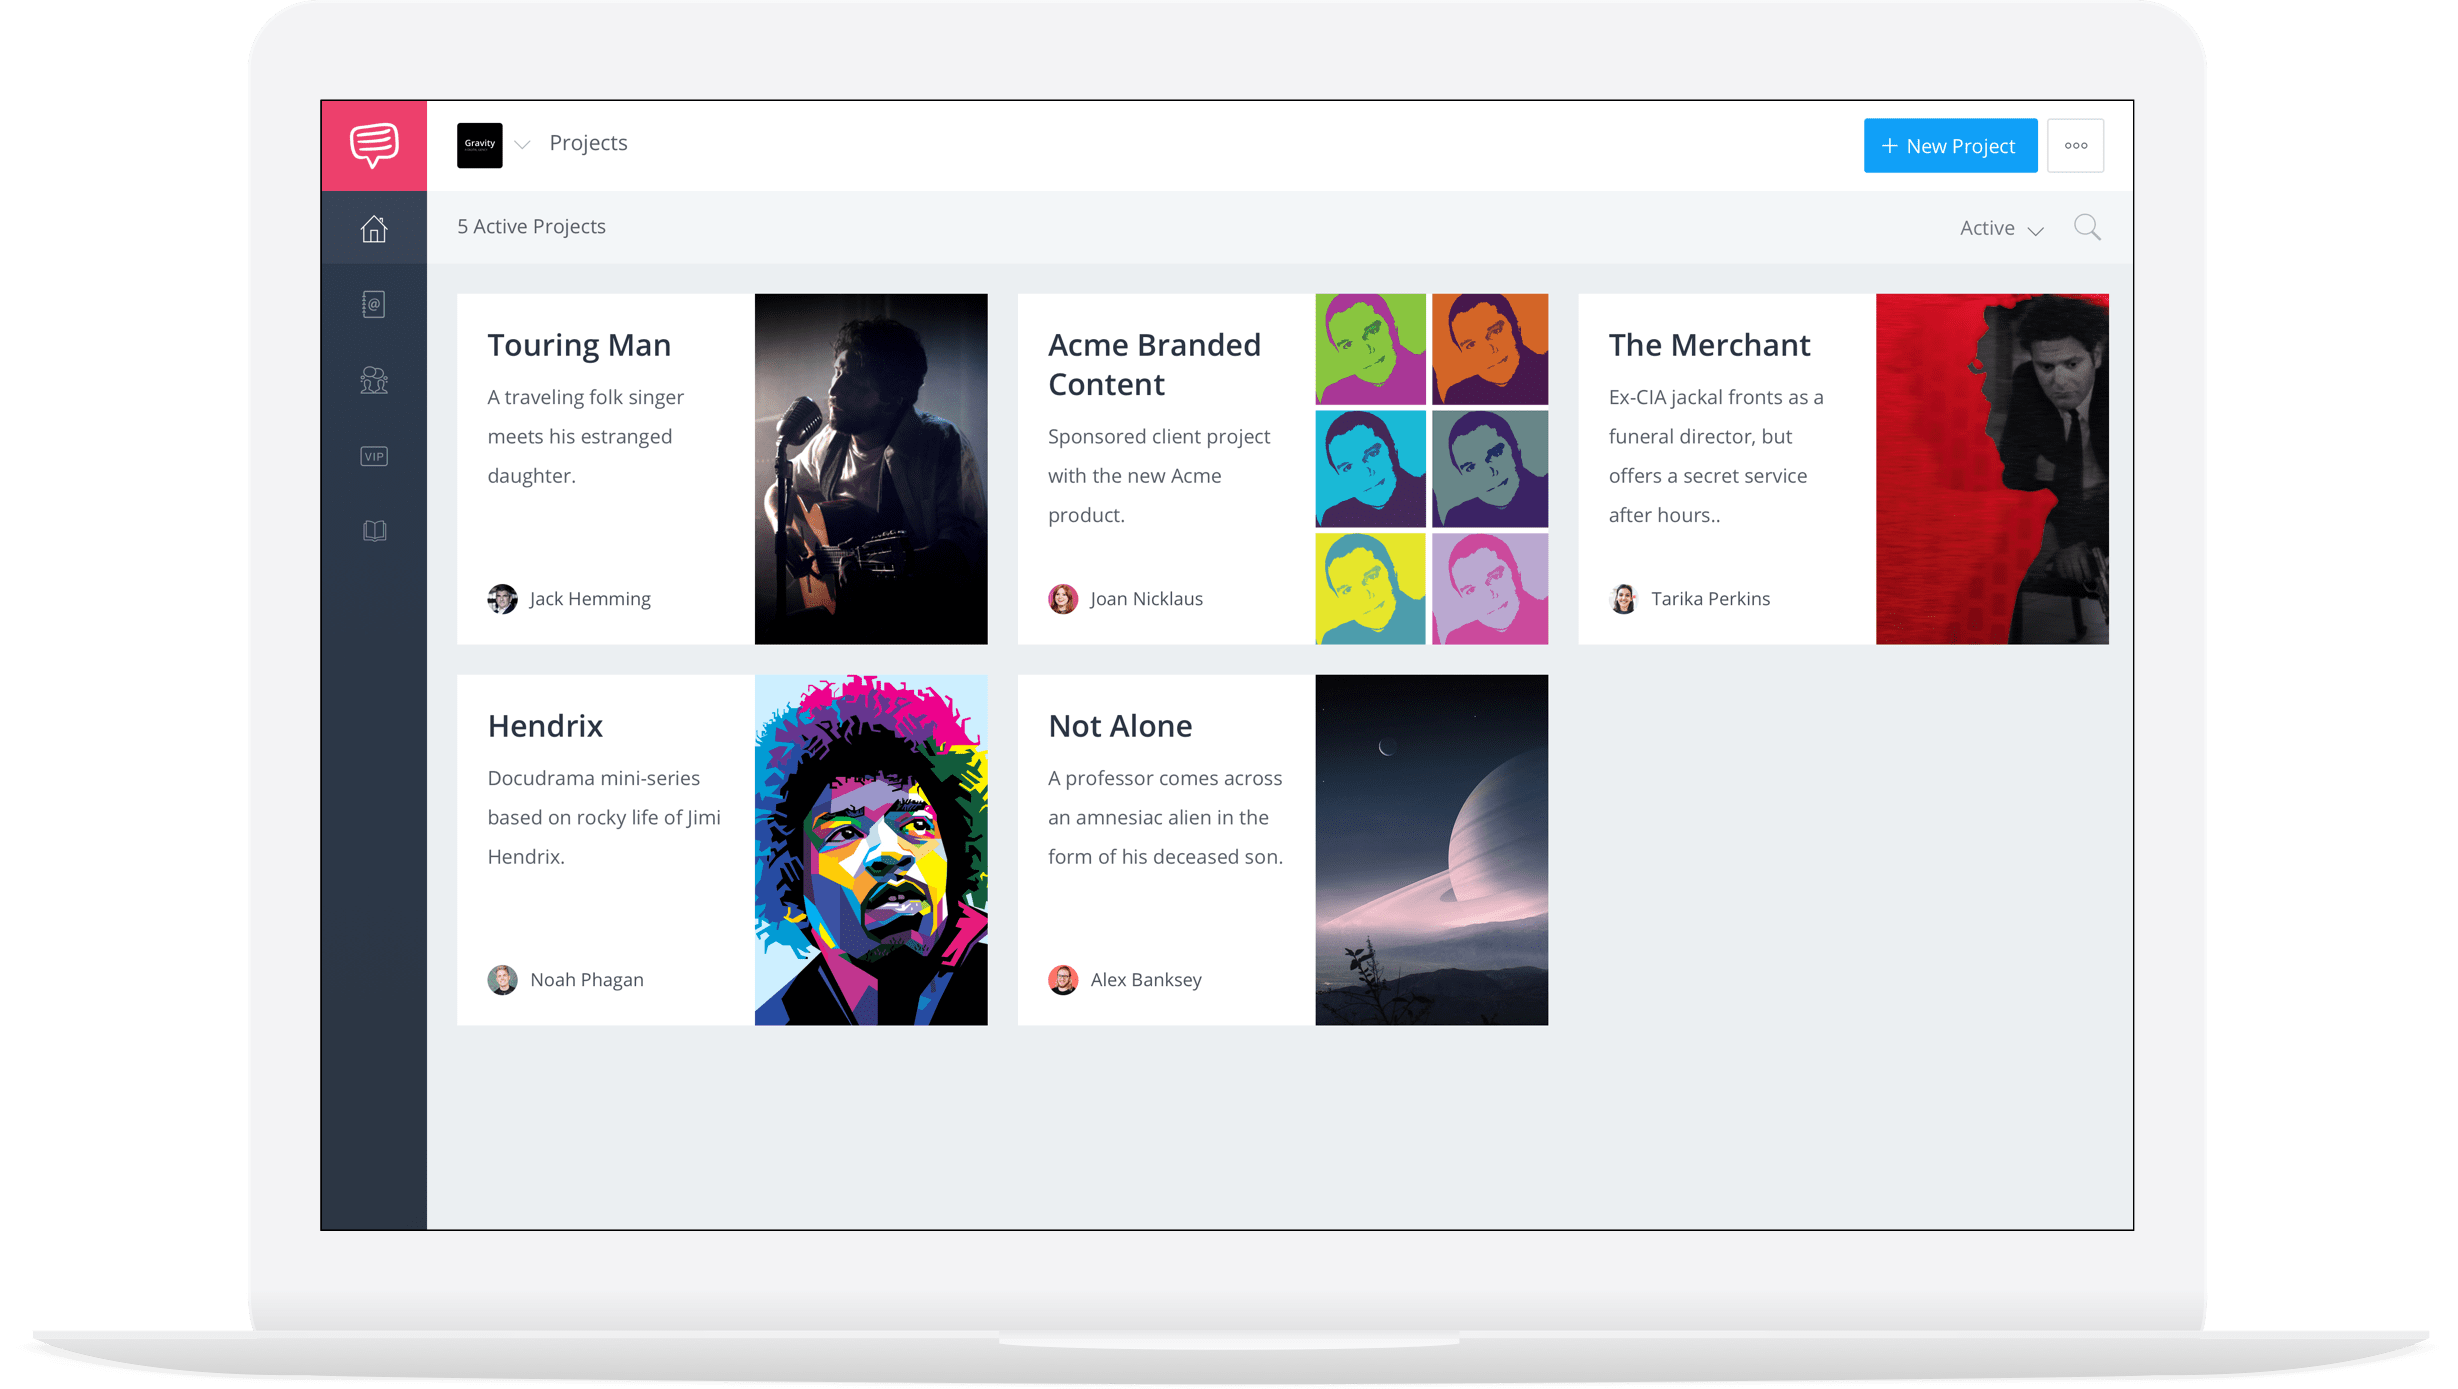 Gravity
Projects
+ New Project
5 Active Projects
Active
@
VIP
Touring Man
A traveling folk singer
meets his estranged
daughter.
Jack Hemming
Acme Branded
Content
Sponsored client project
with the new Acme
product.
Joan Nicklaus
The Merchant
Ex-CIA jackal fronts as a
funeral director, but
offers a secret service
after hours..
Tarika Perkins
Hendrix
Docudrama mini-series
based on rocky life of Jimi
Hendrix.
Noah Phagan
Not Alone
A professor comes across
an amnesiac alien in the
form of his deceased son.
Alex Banksey